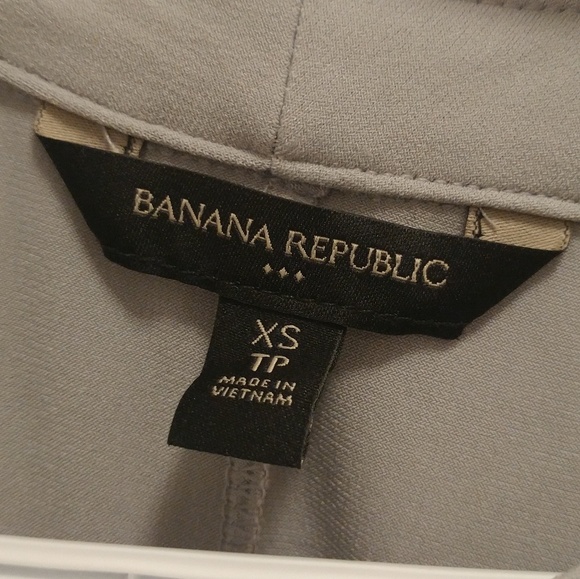 BANANA REPUBLIC
XS
TP
MADE IN
VIETNAM